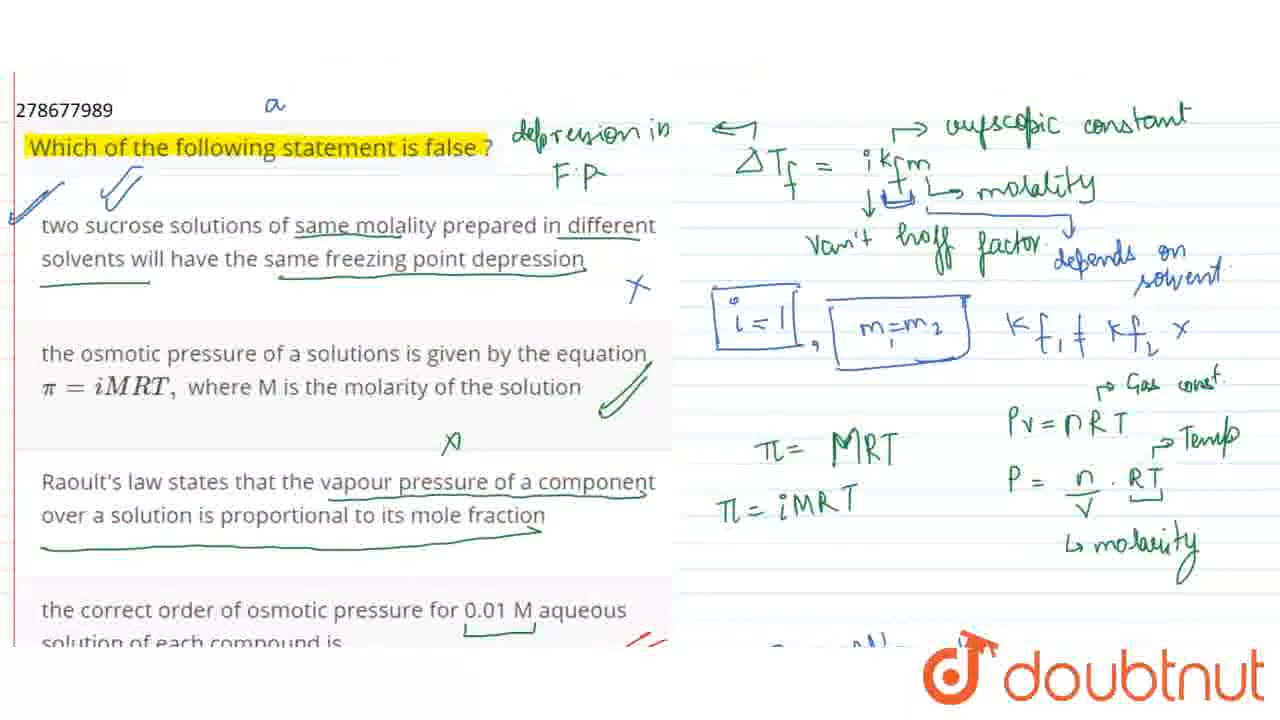 278677989
a
Which of the following statement is false ?
two sucrose solutions of same molality prepared in different
solvents will have the same freezing point depression
the osmotic pressure of a solutions is given by the equation
π = iMRT, where M is the molarity of the solution
Raoult's law states that the vapour pressure of a component
over a solution is proportional to its mole fraction
the correct order of osmotic pressure for 0.01 M aqueous
solution of each compound is
depression in
F.P
cryoscopic constant
ΔTf = i kf m
molality
Van't hoff factor
depends on
solvent
i = 1 , m1 = m2 Kf1 ≠ Kf2 x
Gas const.
PV = nRT
Temp
π = MRT
P = n/V . RT
π = iMRT
molarity
doubtnut